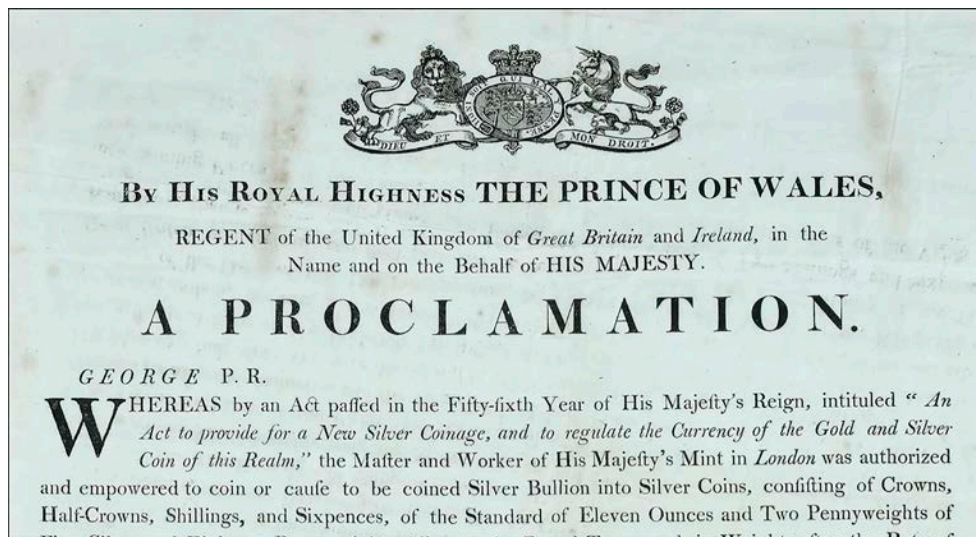 HONI SOIT QUI MAL Y PENSE.
DIEU ET MON DROIT.
By His Royal Highness THE PRINCE OF WALES,
REGENT of the United Kingdom of Great Britain and Ireland, in the
Name and on the Behalf of HIS MAJESTY.
A PROCLAMATION.
GEORGE P. R.
WHEREAS by an Act paſſed in the Fifty-ſixth Year of His Majeſty's Reign, intituled “ An
Act to provide for a New Silver Coinage, and to regulate the Currency of the Gold and Silver
Coin of this Realm,” the Maſter and Worker of His Majeſty's Mint in London was authorized
and empowered to coin or cauſe to be coined Silver Bullion into Silver Coins, conſiſting of Crowns,
Half-Crowns, Shillings, and Sixpences, of the Standard of Eleven Ounces and Two Pennyweights of